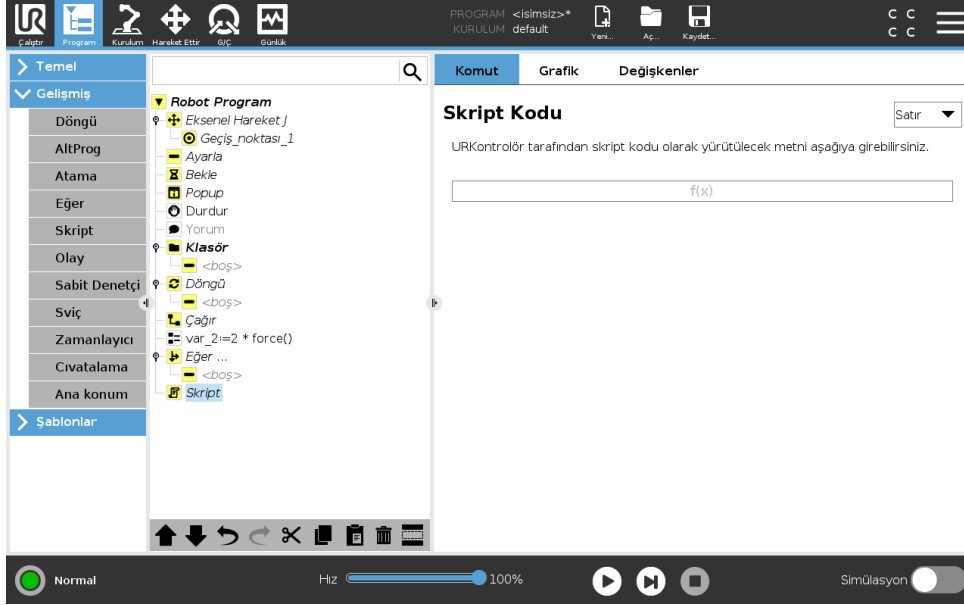 UR
PROGRAM <isimsiz>*
KURULUM default
Çalıştır
Program
Kurulum
Hareket Ettir
G/Ç
Günlük
Yeni...
Aç...
Kaydet...
C C
C C
Temel
Gelişmiş
Döngü
AltProg
Atama
Eğer
Skript
Olay
Sabit Denetçi
Sviç
Zamanlayıcı
Cıvatalama
Ana konum
Şablonlar
Robot Program
Eksenel Hareket J
Geçiş_noktası_1
Ayarla
Bekle
Popup
Durdur
Yorum
Klasör
<boş>
Döngü
<boş>
Çağır
var_2:=2 * force()
Eğer ...
<boş>
Skript
Komut
Grafik
Değişkenler
Skript Kodu
Satır
URKontrolör tarafından skript kodu olarak yürütülecek metni aşağıya girebilirsiniz.
f(x)
Normal
Hız
100%
Simülasyon